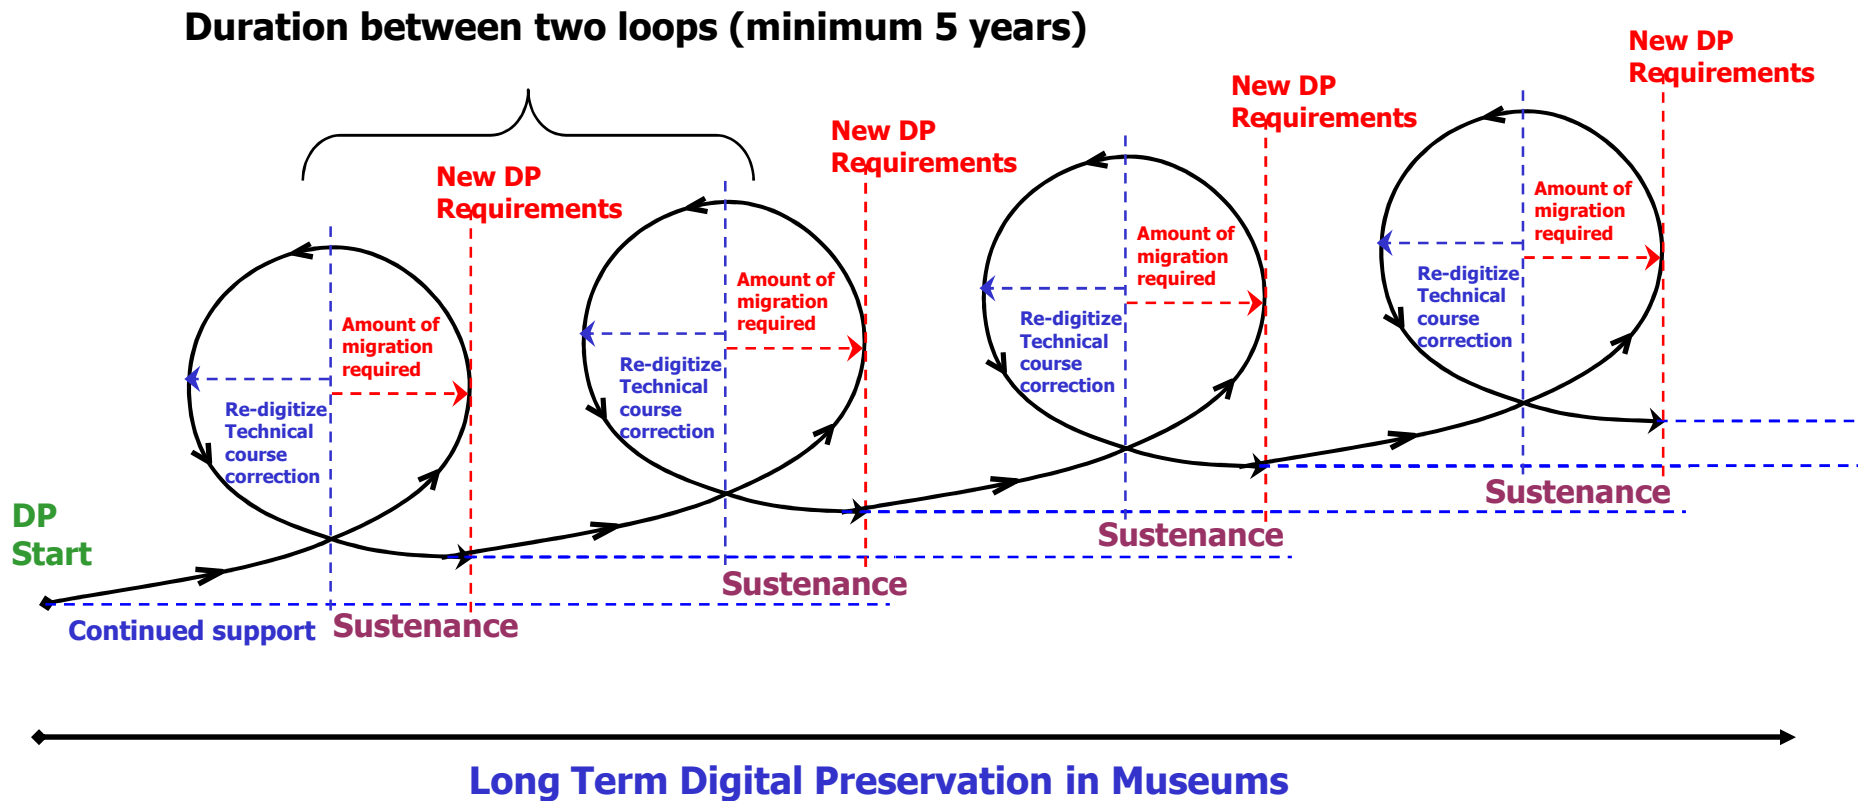 Duration between two loops (minimum 5 years)
New DP
Requirements
New DP
Requirements
New DP
Requirements
New DP
Requirements
Amount of
migration
required
Re-digitize
Technical
course
correction
Amount of
migration
required
Re-digitize
Technical
course
correction
Amount of
migration
required
Re-digitize
Technical
course
correction
Amount of
migration
required
Re-digitize
Technical
course
correction
DP
Start
Continued support
Sustenance
Sustenance
Sustenance
Sustenance
Long Term Digital Preservation in Museums